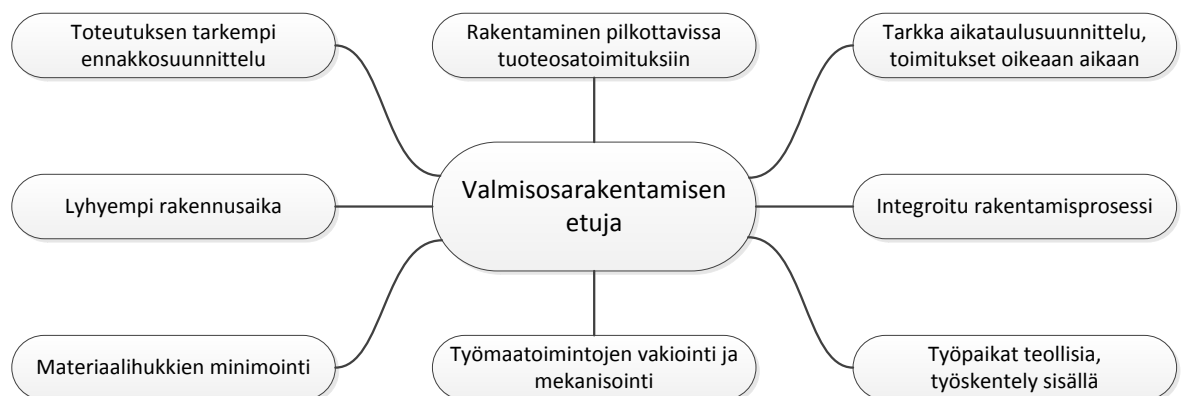 Toteutuksen tarkempi
ennakkosuunnittelu
Rakentaminen pilkottavissa
tuoteosatoimituksiin
Tarkka aikataulusuunnittelu,
toimitukset oikeaan aikaan
Lyhyempi rakennusaika
Valmisosarakentamisen
etuja
Integroitu rakentamisprosessi
Materiaalihukkien minimointi
Työmaatoimintojen vakiointi ja
mekanisointi
Työpaikat teollisia,
työskentely sisällä